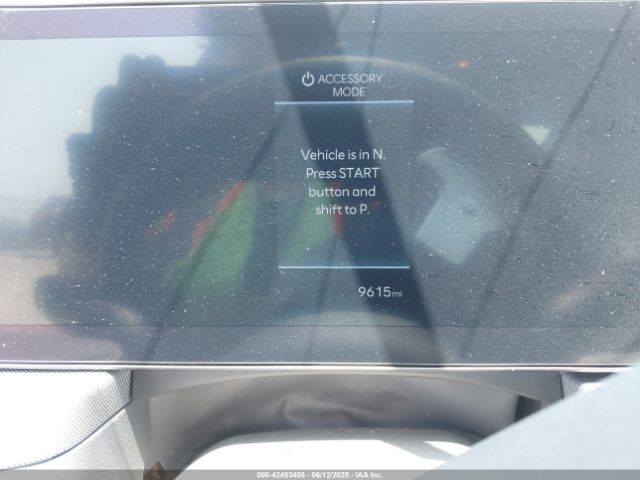 ACCESSORY
MODE
Vehicle is in N.
Press START
button and
shift to P.
9615mi
000-42493408 - 06/12/2025 - IAA Inc.